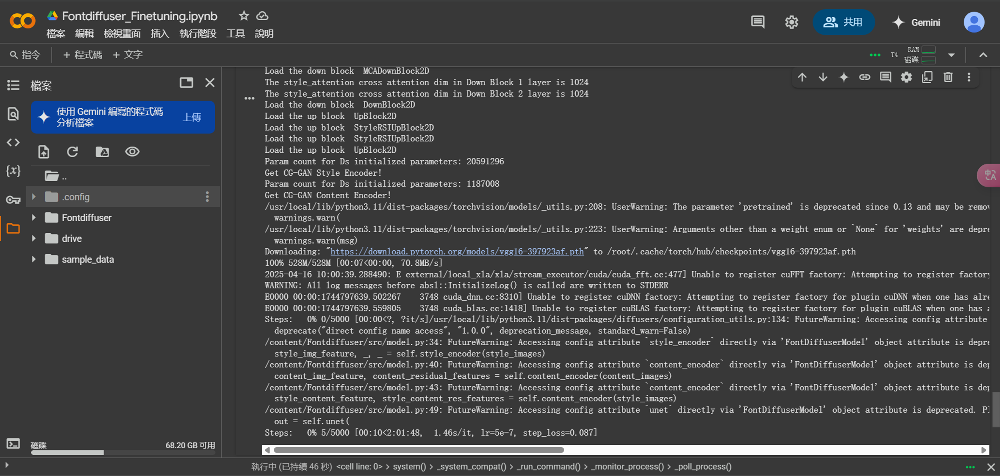 Fontdiffuser_Finetuning.ipynb
檔案 編輯 檢視畫面 插入 執行階段 工具 說明
共用
Gemini
指令
+ 程式碼 + 文字
T4
RAM
磁碟
檔案
使用 Gemini 編寫的程式碼
分析檔案
上傳
..
.config
Fontdiffuser
drive
sample_data
磁碟
68.20 GB 可用
Load the down block  MCADownBlock2D
The style_attention cross attention dim in Down Block 1 layer is 1024
The style_attention cross attention dim in Down Block 2 layer is 1024
Load the down block  DownBlock2D
Load the up block  UpBlock2D
Load the up block  StyleRSIUpBlock2D
Load the up block  StyleRSIUpBlock2D
Load the up block  UpBlock2D
Param count for Ds initialized parameters: 20591296
Get CG-GAN Style Encoder!
Param count for Ds initialized parameters: 1187008
Get CG-GAN Content Encoder!
/usr/local/lib/python3.11/dist-packages/torchvision/models/_utils.py:208: UserWarning: The parameter 'pretrained' is deprecated since 0.13 and may be remov
warnings.warn(
/usr/local/lib/python3.11/dist-packages/torchvision/models/_utils.py:223: UserWarning: Arguments other than a weight enum or `None` for 'weights' are depre
warnings.warn(msg)
Downloading: "https://download.pytorch.org/models/vgg16-397923af.pth" to /root/.cache/torch/hub/checkpoints/vgg16-397923af.pth
100% 528M/528M [00:07<00:00, 70.8MB/s]
2025-04-16 10:00:39.288490: E external/local_xla/xla/stream_executor/cuda/cuda_fft.cc:477] Unable to register cuFFT factory: Attempting to register factory
WARNING: All log messages before absl::InitializeLog() is called are written to STDERR
E0000 00:00:1744797639.502267    3748 cuda_dnn.cc:8310] Unable to register cuDNN factory: Attempting to register factory for plugin cuDNN when one has alre
E0000 00:00:1744797639.559805    3748 cuda_blas.cc:1418] Unable to register cuBLAS factory: Attempting to register factory for plugin cuBLAS when one has a
Steps:   0% 0/5000 [00:00<?, ?it/s]/usr/local/lib/python3.11/dist-packages/diffusers/configuration_utils.py:134: FutureWarning: Accessing config attribute
deprecate("direct config name access", "1.0.0", deprecation_message, standard_warn=False)
/content/Fontdiffuser/src/model.py:34: FutureWarning: Accessing config attribute `style_encoder` directly via 'FontDiffuserModel' object attribute is depre
style_img_feature, _, _ = self.style_encoder(style_images)
/content/Fontdiffuser/src/model.py:40: FutureWarning: Accessing config attribute `content_encoder` directly via 'FontDiffuserModel' object attribute is dep
content_img_feature, content_residual_features = self.content_encoder(content_images)
/content/Fontdiffuser/src/model.py:43: FutureWarning: Accessing config attribute `content_encoder` directly via 'FontDiffuserModel' object attribute is dep
style_content_feature, style_content_res_features = self.content_encoder(style_images)
/content/Fontdiffuser/src/model.py:49: FutureWarning: Accessing config attribute `unet` directly via 'FontDiffuserModel' object attribute is deprecated. Pl
out = self.unet(
Steps:   0% 5/5000 [00:10<2:01:48,  1.46s/it, lr=5e-7, step_loss=0.087]
執行中 (已持續 46 秒) <cell line: 0> > system() > _system_compat() > _run_command() > _monitor_process() > _poll_process()